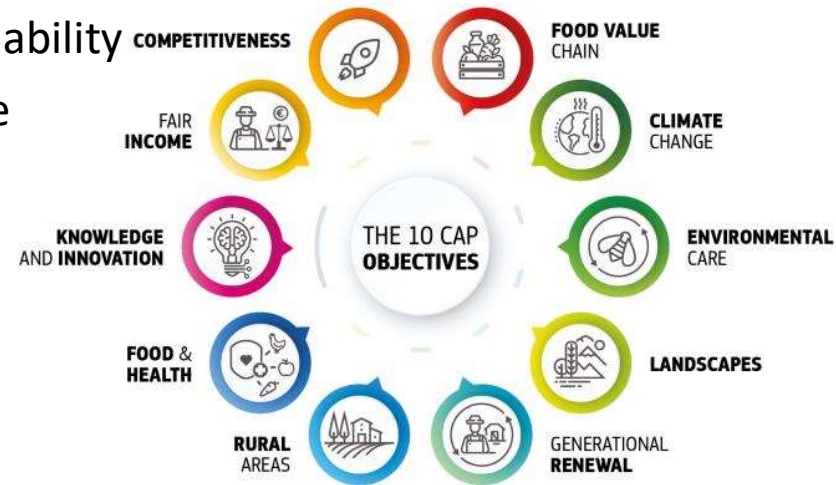 COMPETITIVENESS
FOOD VALUE
CHAIN
FAIR
INCOME
CLIMATE
CHANGE
KNOWLEDGE
AND INNOVATION
THE 10 CAP
OBJECTIVES
ENVIRONMENTAL
CARE
FOOD &
HEALTH
LANDSCAPES
RURAL
AREAS
GENERATIONAL
RENEWAL